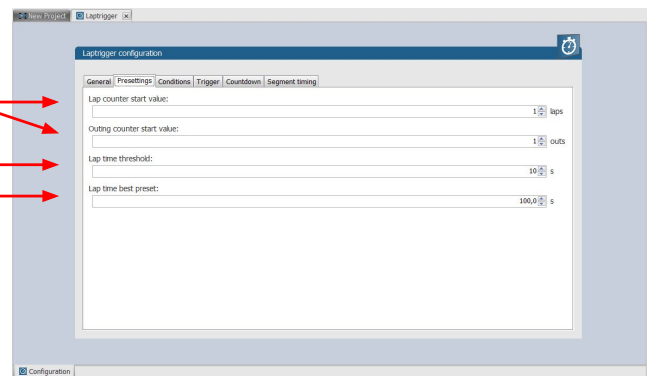 New Project Laptrigger
Laptrigger configuration
General Presettings Conditions Trigger Countdown Segment timing
Lap counter start value:
1 laps
Outing counter start value:
1 outs
Lap time threshold:
10 s
Lap time best preset:
100,0 s
Configuration